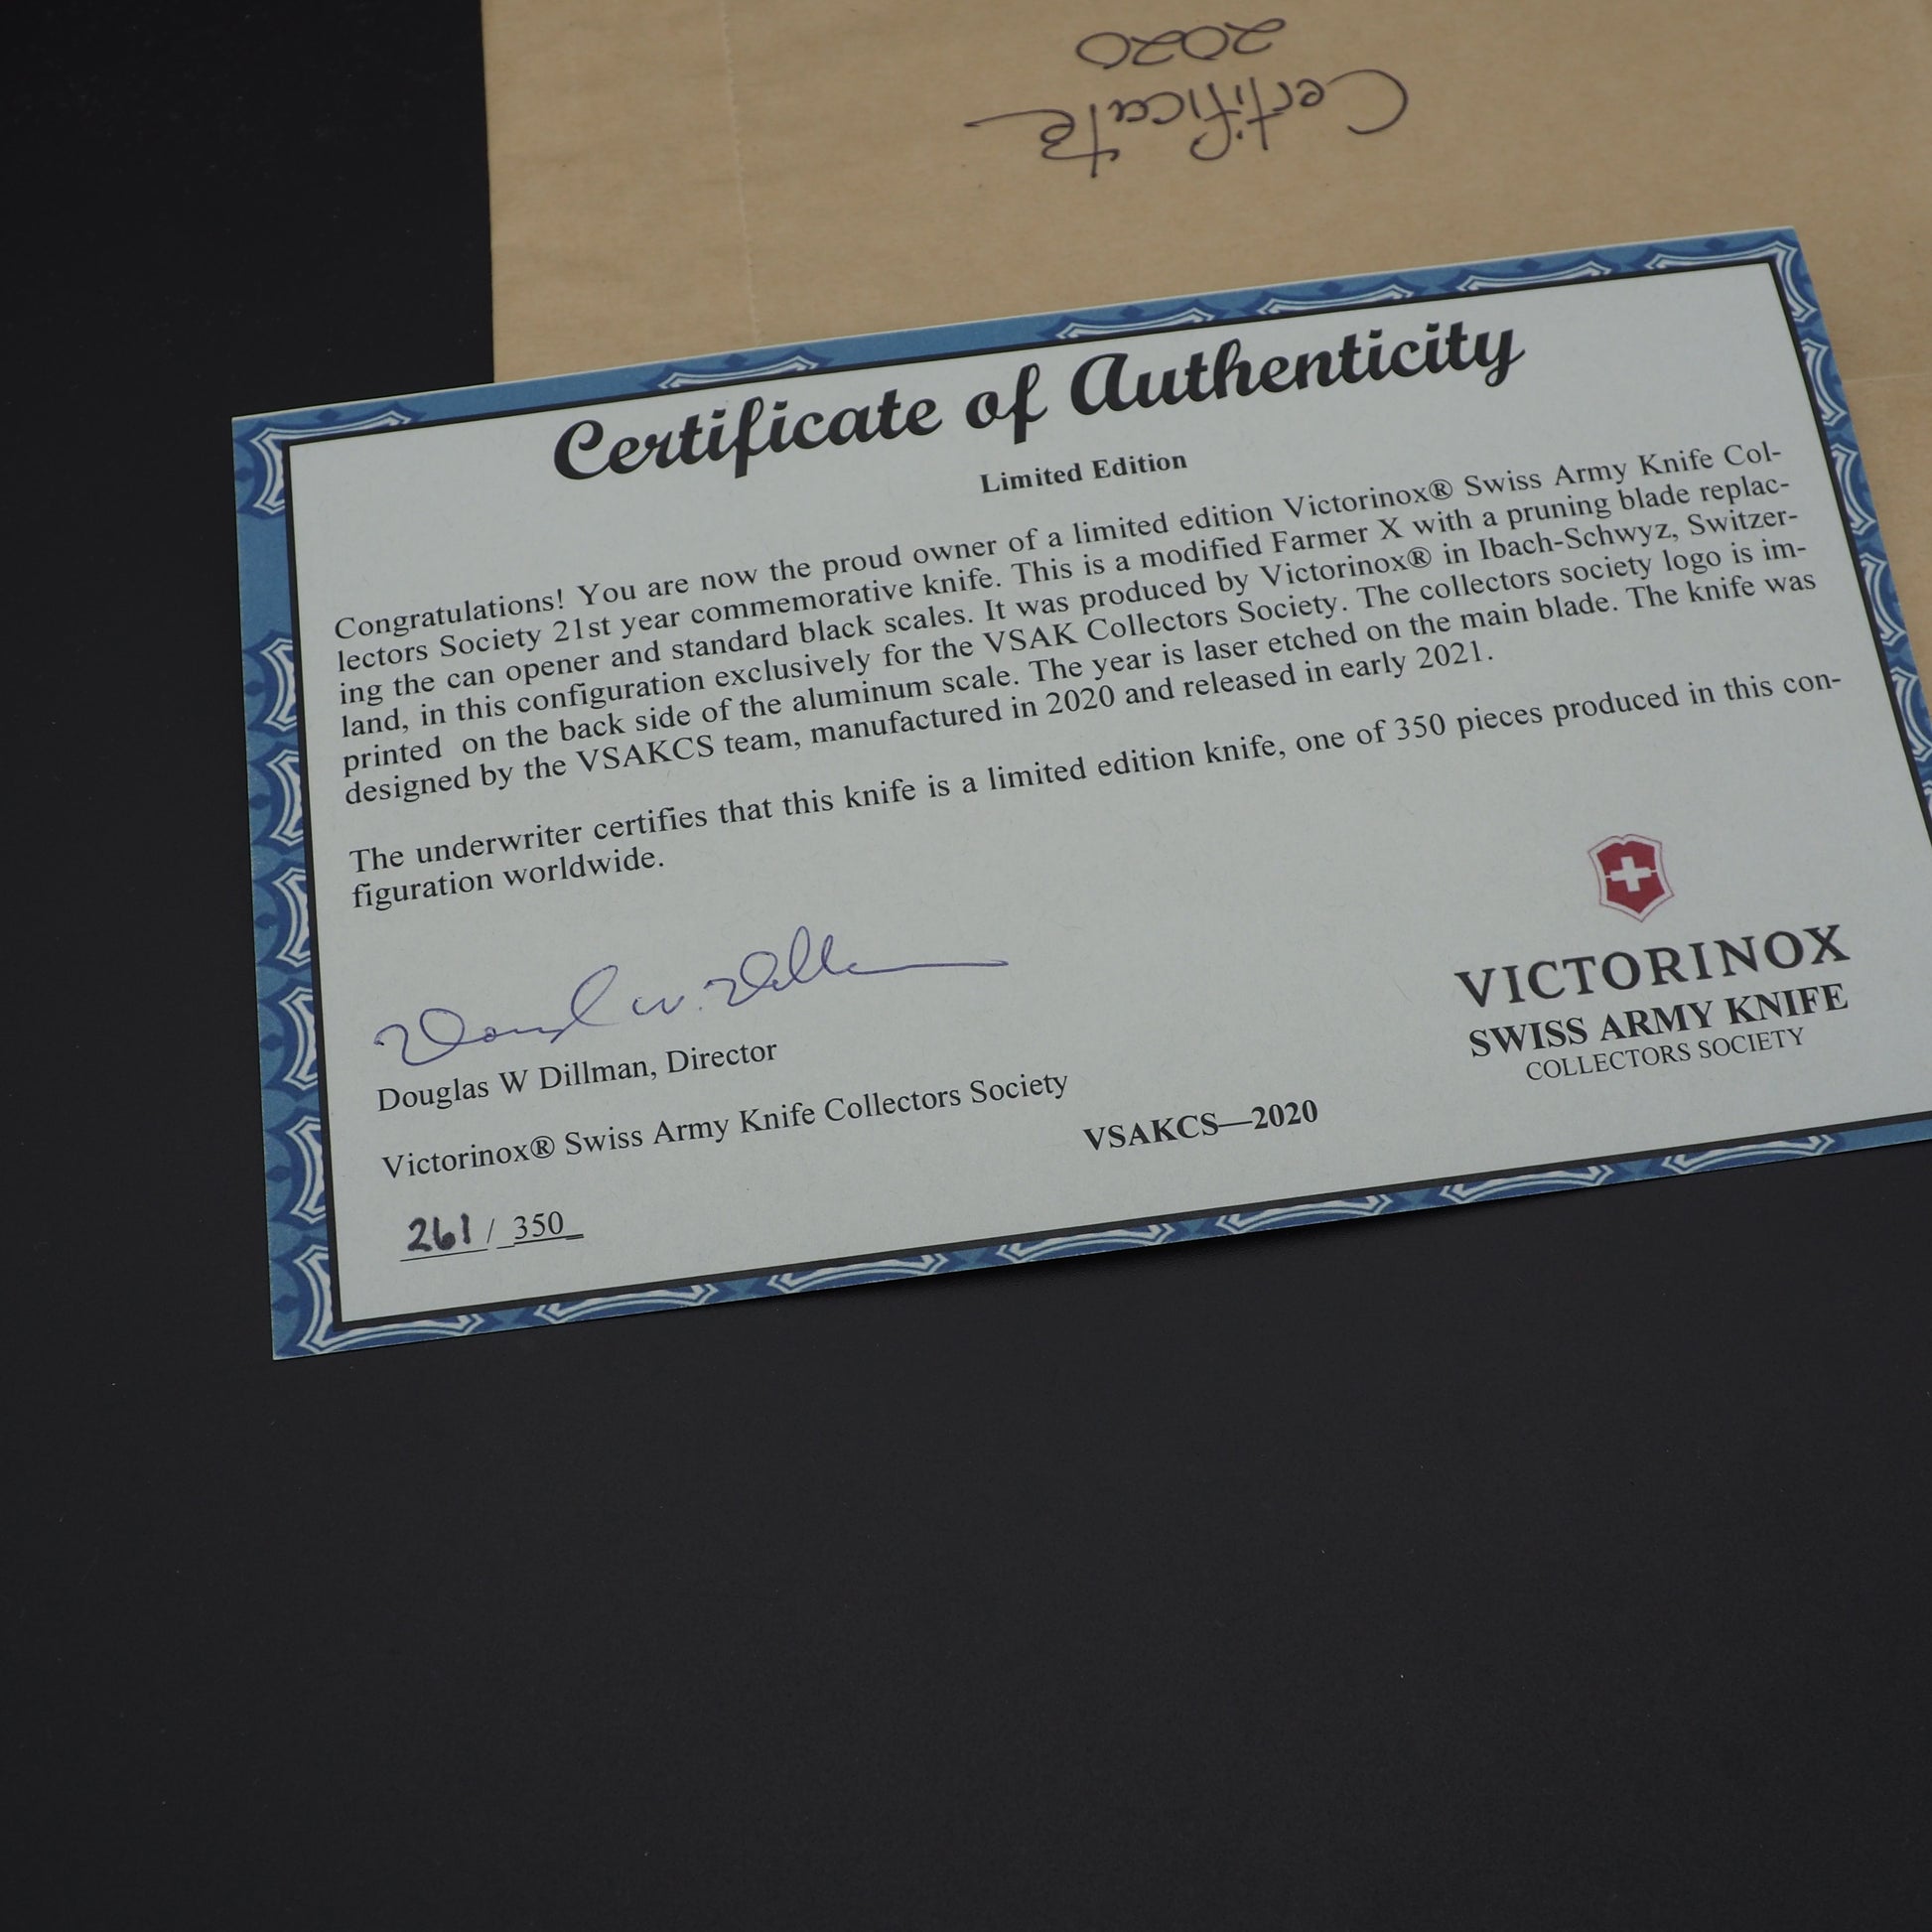 Certificate
2020
Certificate of Authenticity
Limited Edition
Congratulations! You are now the proud owner of a limited edition Victorinox® Swiss Army Knife Col-
lectors Society 21st year commemorative knife. This is a modified Farmer X with a pruning blade replac-
ing the can opener and standard black scales. It was produced by Victorinox® in Ibach-Schwyz, Switzer-
land, in this configuration exclusively for the VSAK Collectors Society. The collectors society logo is im-
printed on the back side of the aluminum scale. The year is laser etched on the main blade. The knife was
designed by the VSAKCS team, manufactured in 2020 and released in early 2021.
The underwriter certifies that this knife is a limited edition knife, one of 350 pieces produced in this con-
figuration worldwide.
Douglas W. Dillman
Douglas W Dillman, Director
Victorinox® Swiss Army Knife Collectors Society
VICTORINOX
SWISS ARMY KNIFE
COLLECTORS SOCIETY
VSAKCS—2020
261 / 350